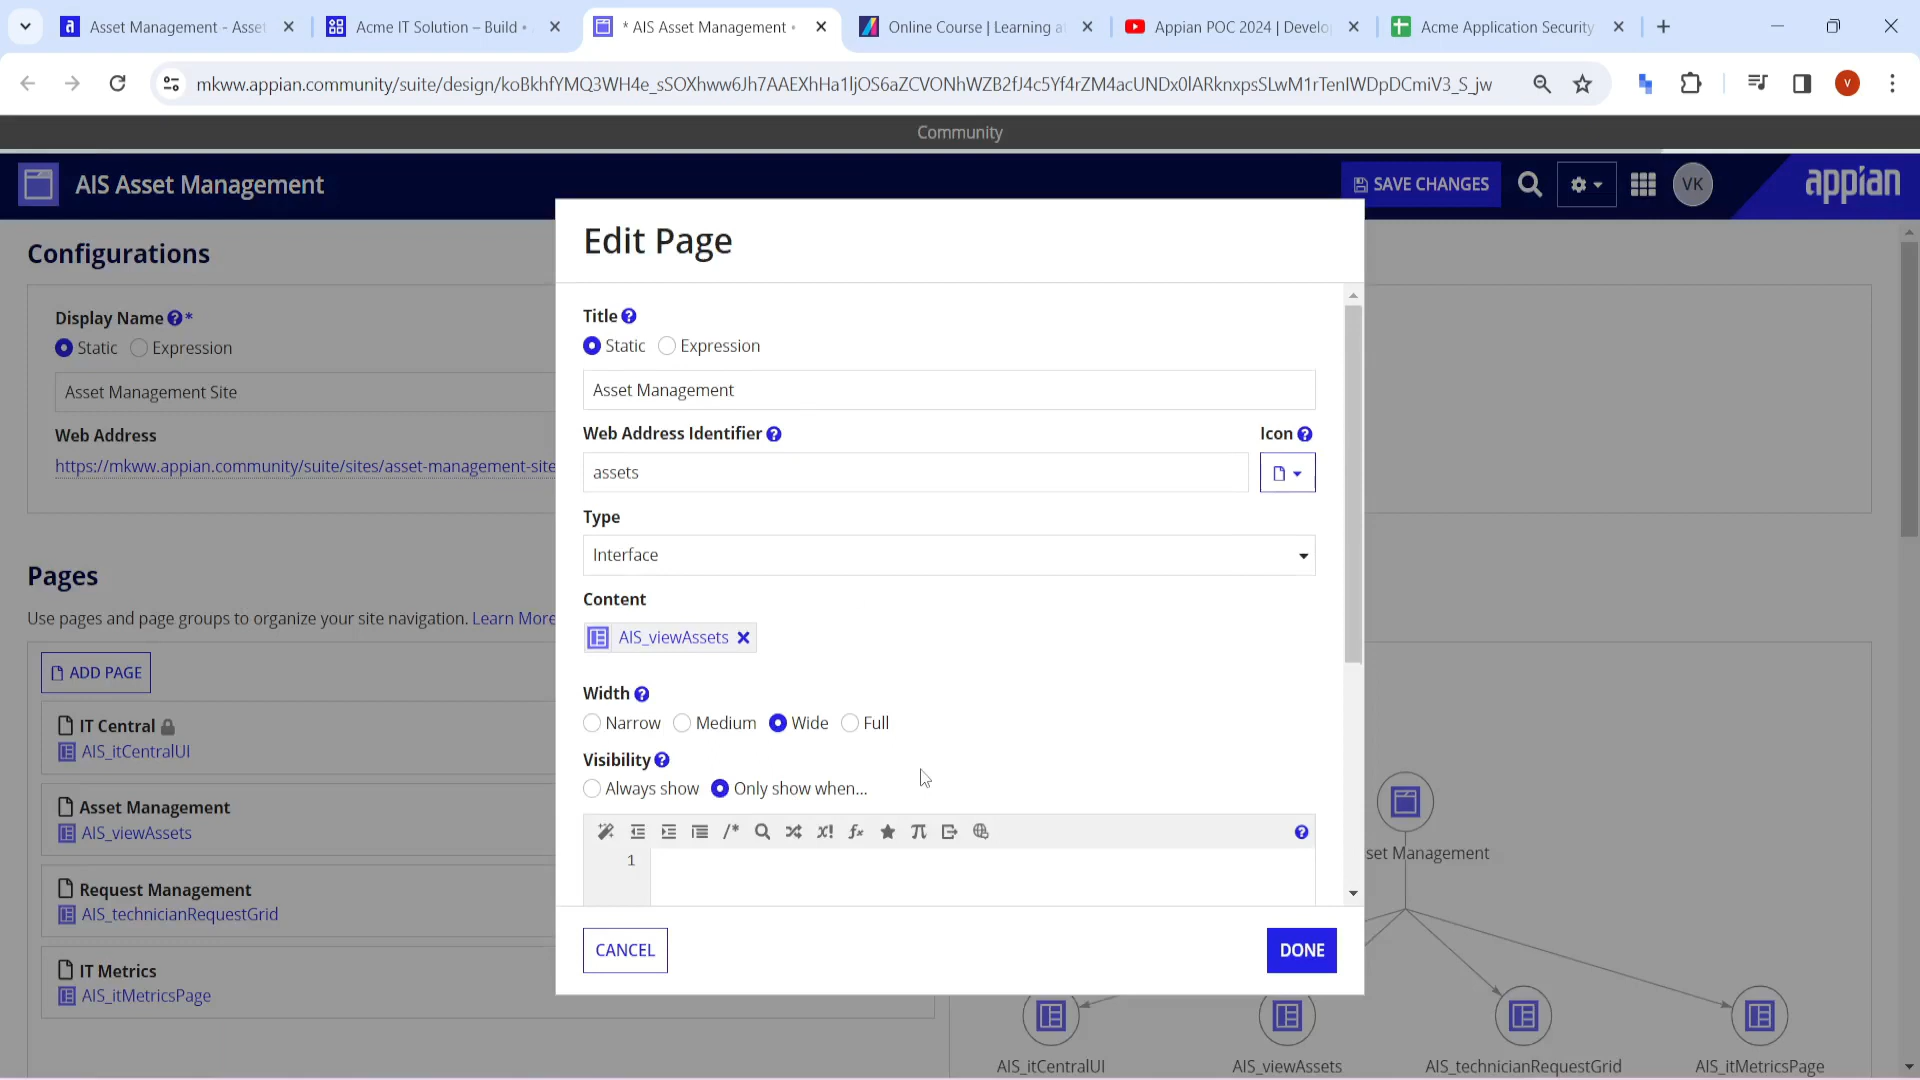 Asset Management - Asset
Acme IT Solution – Build •
* AIS Asset Management •
Online Course | Learning a
Appian POC 2024 | Develo
Acme Application Security
mkww.appian.community/suite/design/koBkhfYMQ3WH4e_sSOXhww6Jh7AAEXhHa1ljOS6aZCVONhWZB2fJ4c5Yf4rZM4acUNDx0lARknxpsSLwM1rTenIWDpDCmiV3_S_jw
V
Community
AIS Asset Management
SAVE CHANGES
VK
appian
Configurations
Display Name ? *
Static
Expression
Asset Management Site
Web Address
https://mkww.appian.community/suite/sites/asset-management-site
Pages
Use pages and page groups to organize your site navigation. Learn More
ADD PAGE
IT Central
AIS_itCentralUI
Asset Management
AIS_viewAssets
Request Management
AIS_technicianRequestGrid
IT Metrics
AIS_itMetricsPage
Edit Page
Title ?
Static
Expression
Asset Management
Web Address Identifier ?
Icon ?
assets
Type
Interface
Content
AIS_viewAssets
Width ?
Narrow
Medium
Wide
Full
Visibility ?
Always show
Only show when...
/*
x!
fx
π
?
1
CANCEL
DONE
set Management
AIS_itCentralUI
AIS_viewAssets
AIS_technicianRequestGrid
AIS_itMetricsPage